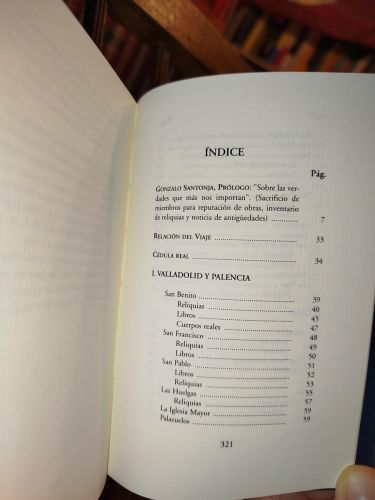 ÍNDICE
Pág.
GONZALO SANTONJA, PRÓLOGO: "Sobre las ver-
dades que más nos importan". (Sacrificio de
miembros para reputación de obras, inventario
de reliquias y noticia de antigüedades) .......... 7
RELACIÓN DEL VIAJE .......... 33
CÉDULA REAL .......... 34
I. VALLADOLID Y PALENCIA
San Benito .......... 39
Reliquias .......... 40
Libros .......... 45
Cuerpos reales .......... 47
San Francisco .......... 48
Reliquias .......... 49
Libros .......... 50
San Pablo .......... 53
Libros .......... 52
Reliquias .......... 53
Las Huelgas .......... 55
Reliquias .......... 57
La Iglesia Mayor .......... 59
Palazuelos .......... 59
321